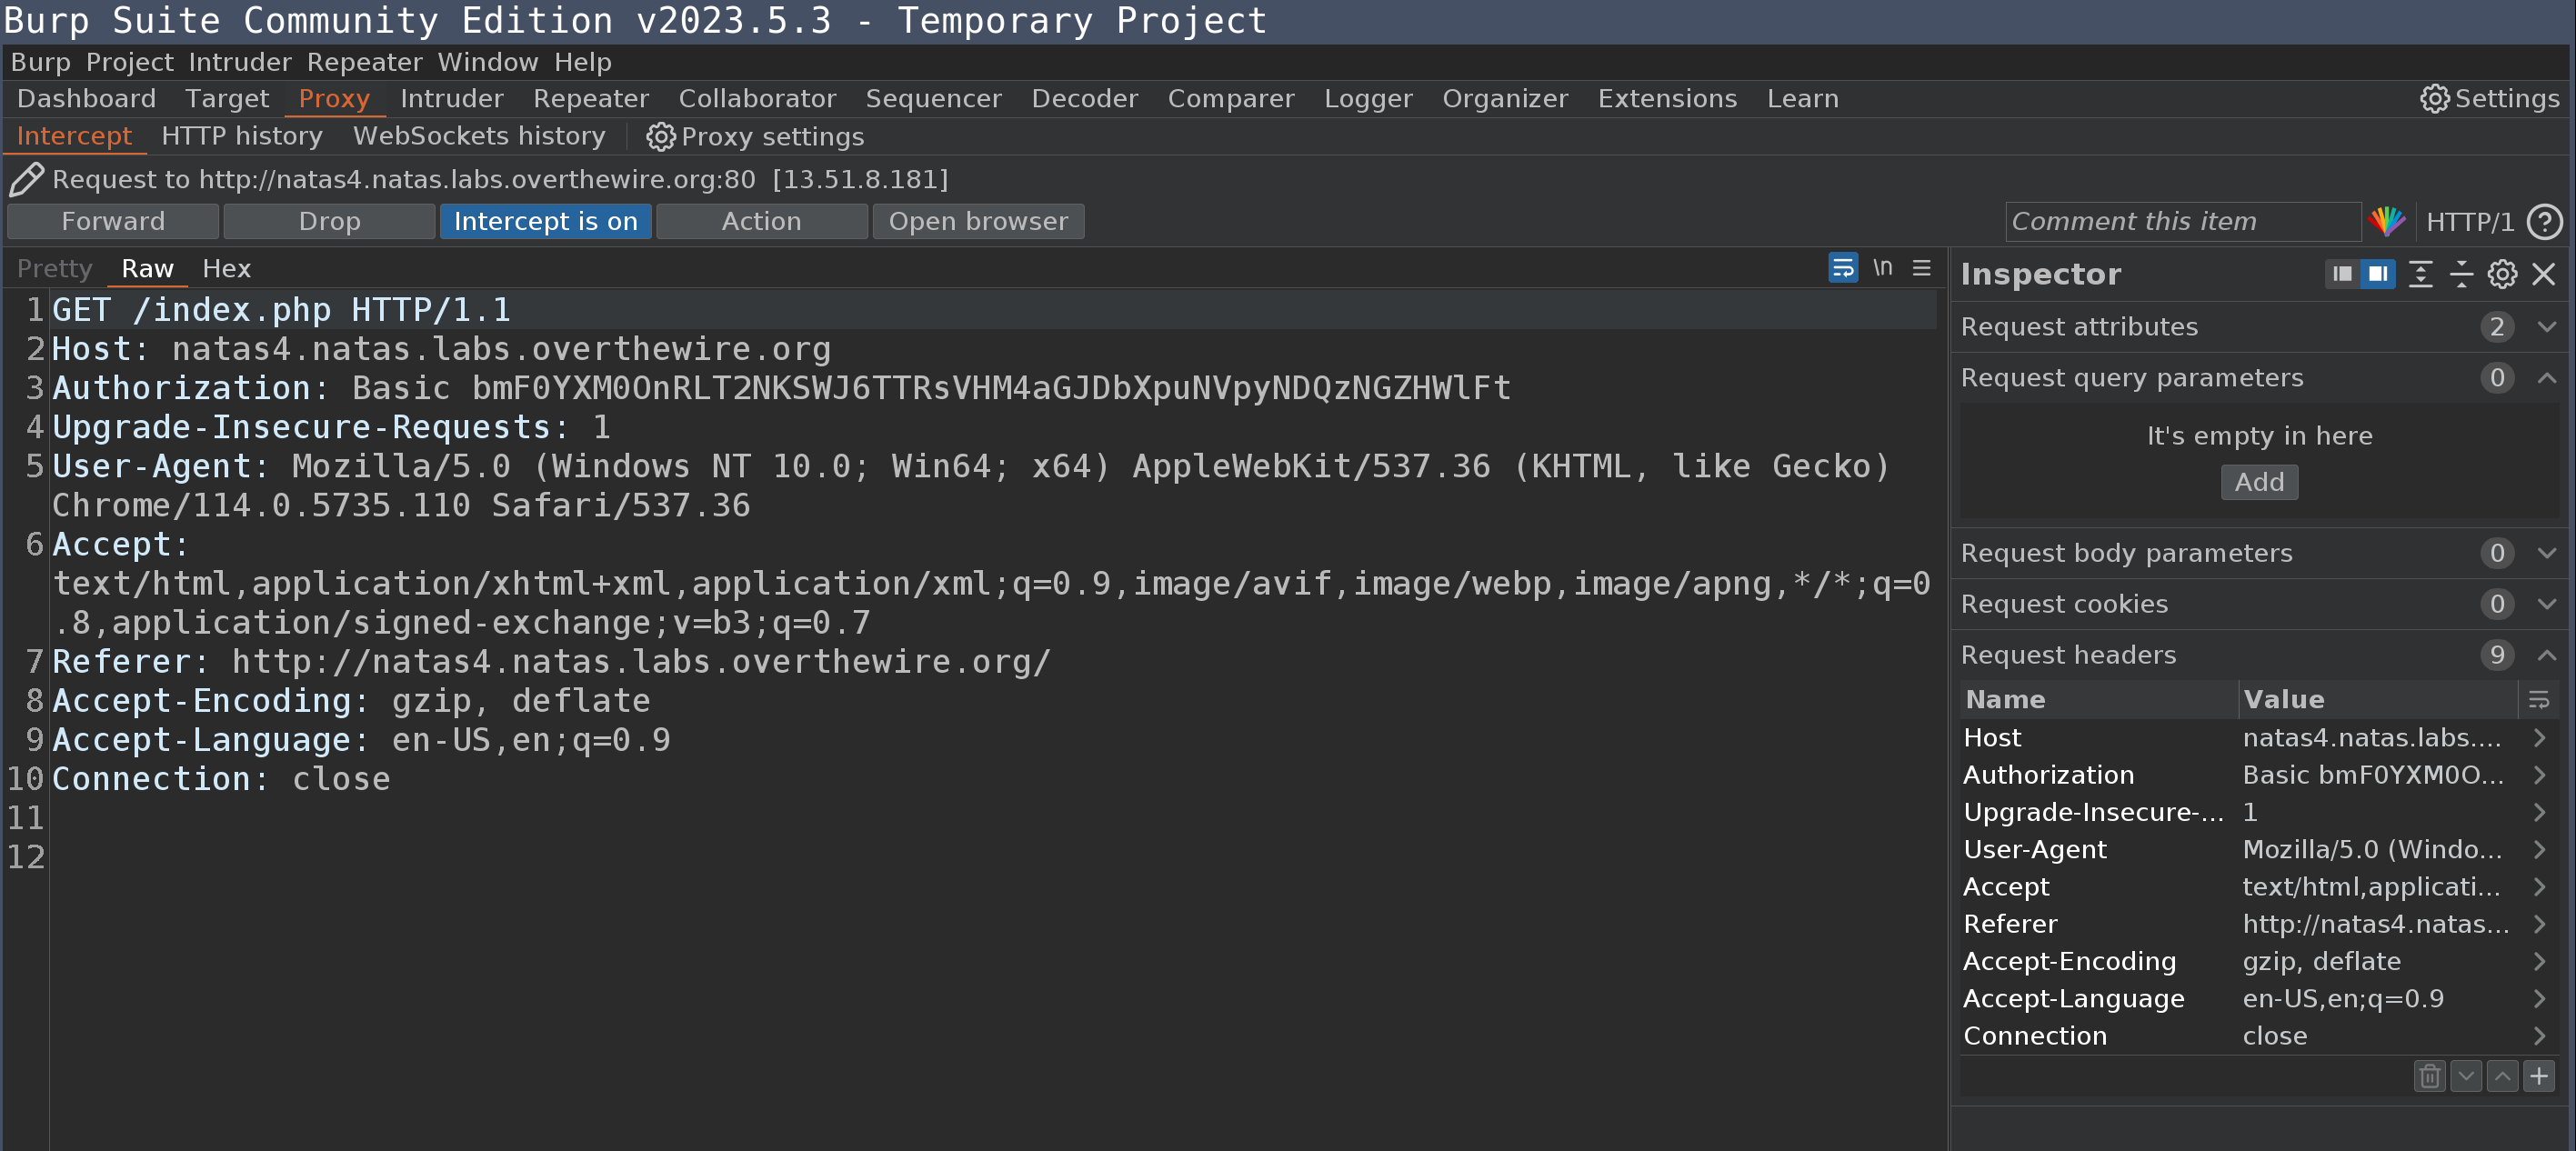 Burp Suite Community Edition v2023.5.3 - Temporary Project
Burp Project Intruder Repeater Window Help
Dashboard Target Proxy Intruder Repeater Collaborator Sequencer Decoder Comparer Logger Organizer Extensions Learn Settings
Intercept HTTP history WebSockets history Proxy settings
Request to http://natas4.natas.labs.overthewire.org:80 [13.51.8.181]
Forward Drop Intercept is on Action Open browser Comment this item HTTP/1 ?
Pretty Raw Hex \n
1 GET /index.php HTTP/1.1
2 Host: natas4.natas.labs.overthewire.org
3 Authorization: Basic bmF0YXM0OnRLT2NKSWJ6TTRsVHM4aGJDbXpuNVpyNDQzNGZHWlFt
4 Upgrade-Insecure-Requests: 1
5 User-Agent: Mozilla/5.0 (Windows NT 10.0; Win64; x64) AppleWebKit/537.36 (KHTML, like Gecko)
Chrome/114.0.5735.110 Safari/537.36
6 Accept:
text/html,application/xhtml+xml,application/xml;q=0.9,image/avif,image/webp,image/apng,*/*;q=0
.8,application/signed-exchange;v=b3;q=0.7
7 Referer: http://natas4.natas.labs.overthewire.org/
8 Accept-Encoding: gzip, deflate
9 Accept-Language: en-US,en;q=0.9
10 Connection: close
11
12
Inspector
Request attributes 2
Request query parameters 0
It's empty in here
Add
Request body parameters 0
Request cookies 0
Request headers 9
Name Value
Host natas4.natas.labs....
Authorization Basic bmF0YXM0O...
Upgrade-Insecure-... 1
User-Agent Mozilla/5.0 (Windo...
Accept text/html,applicati...
Referer http://natas4.natas...
Accept-Encoding gzip, deflate
Accept-Language en-US,en;q=0.9
Connection close